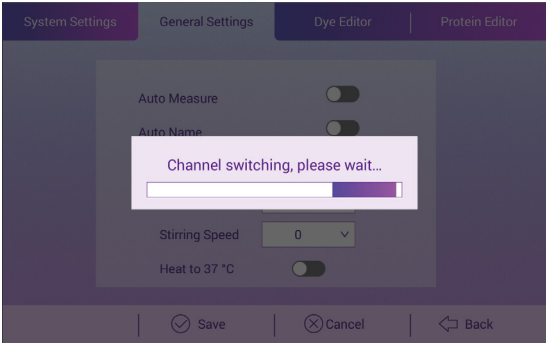 System Settings General Settings Dye Editor Protein Editor
Auto Measure
Auto Name
Channel switching, please wait...
Stirring Speed 0
Heat to 37 °C
Save Cancel Back